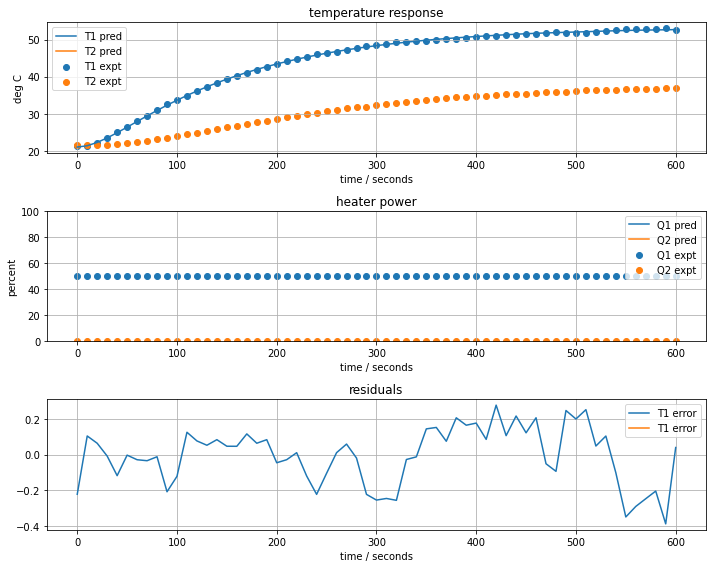 temperature response
deg C
50
40
30
20
T1 pred
T2 pred
T1 expt
T2 expt
0 100 200 300 400 500 600
time / seconds
heater power
percent
100
80
60
40
20
0
Q1 pred
Q2 pred
Q1 expt
Q2 expt
0 100 200 300 400 500 600
time / seconds
residuals
0.2
0.0
−0.2
−0.4
T1 error
T1 error
0 100 200 300 400 500 600
time / seconds